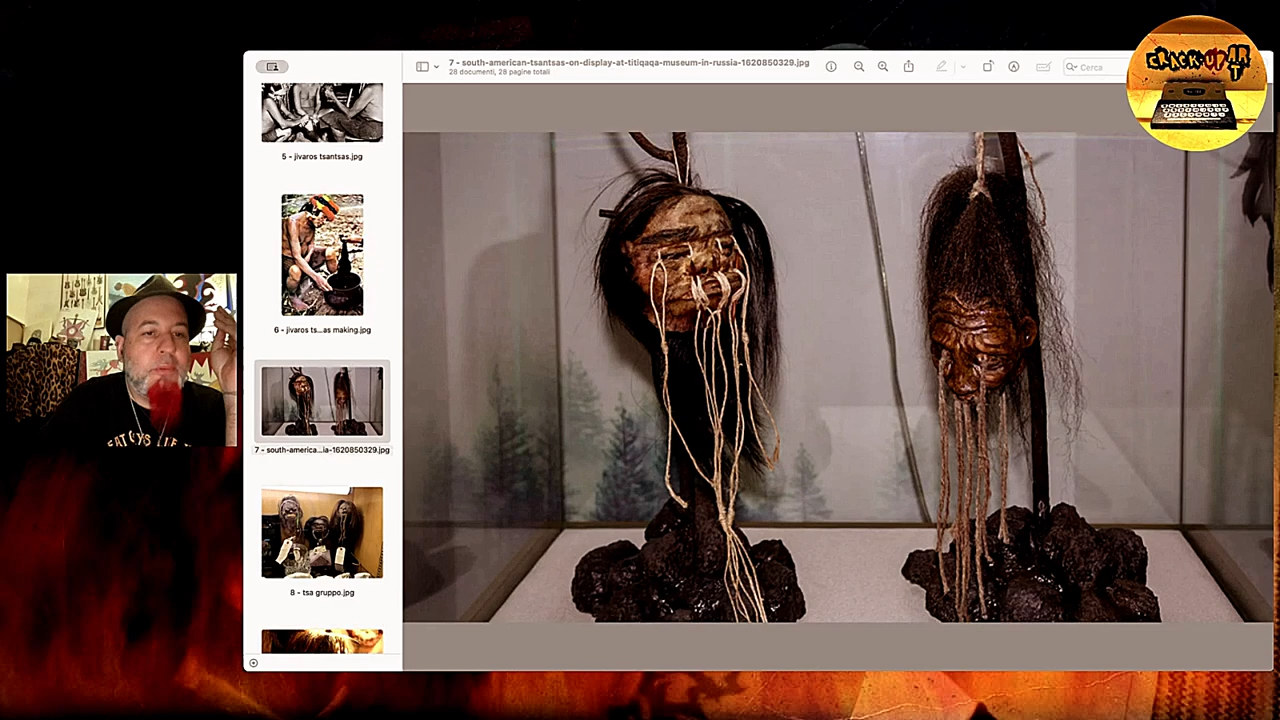 7 - south-american-tsantsas-on-display-at-titiqaqa-museum-in-russia-1620850329.jpg
28 documenti, 28 pagine totali
Cerca
CRACK-UP
5 - jivaros tsantsas.jpg
6 - jivaros ts...as making.jpg
7 - south-america...ia-1620850329.jpg
8 - tsa gruppo.jpg